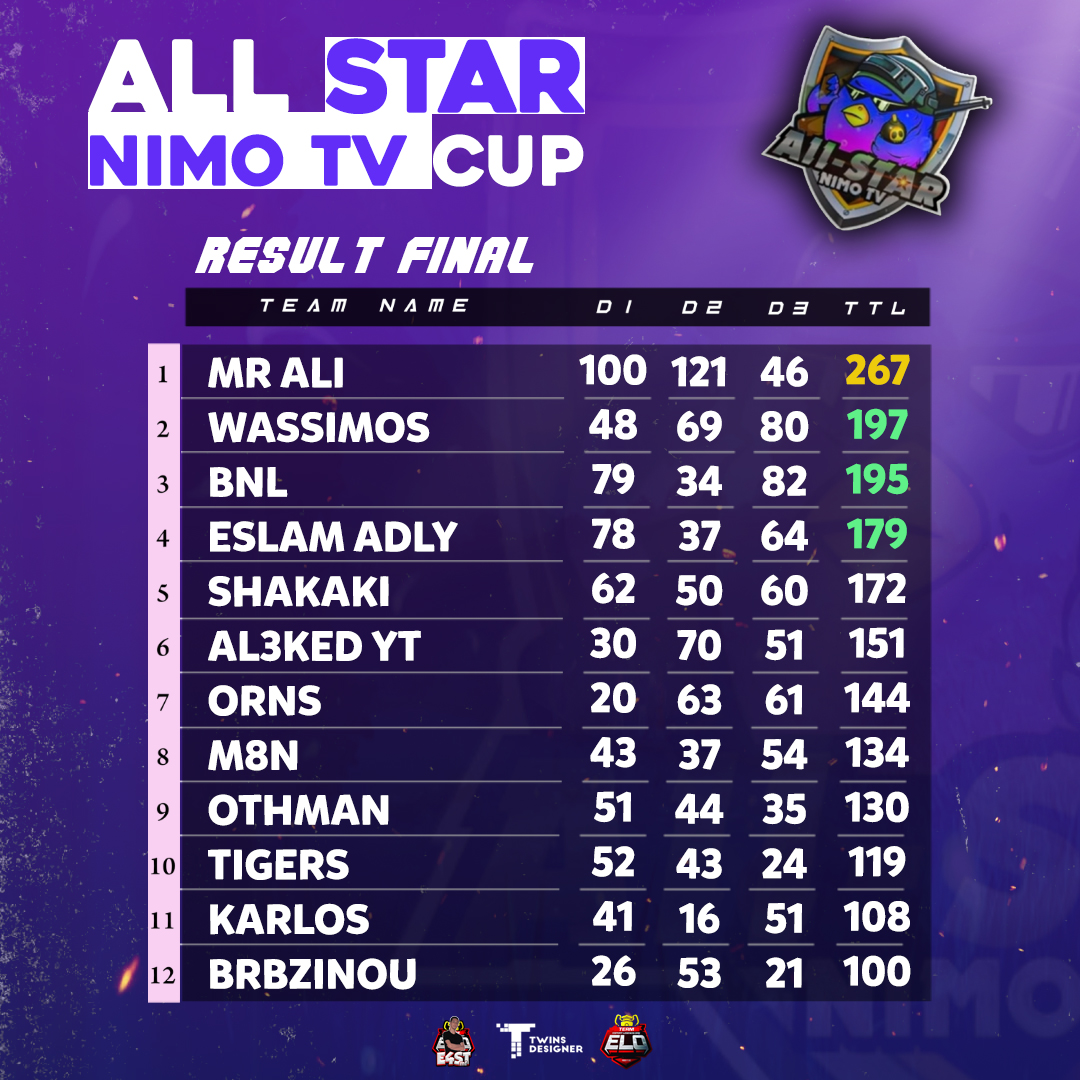 ALL STAR
NIMO TV CUP
All-STAR
NIMO TV
RESULT FINAL
TEAM NAME D1 D2 D3 TTL
1 MR ALI 100 121 46 267
2 WASSIMOS 48 69 80 197
3 BNL 79 34 82 195
4 ESLAM ADLY 78 37 64 179
5 SHAKAKI 62 50 60 172
6 AL3KED YT 30 70 51 151
7 ORNS 20 63 61 144
8 M8N 43 37 54 134
9 OTHMAN 51 44 35 130
10 TIGERS 52 43 24 119
11 KARLOS 41 16 51 108
12 BRBZINOU 26 53 21 100
E4ST
TWINS
DESIGNER
TEAM
ELO
NIMO